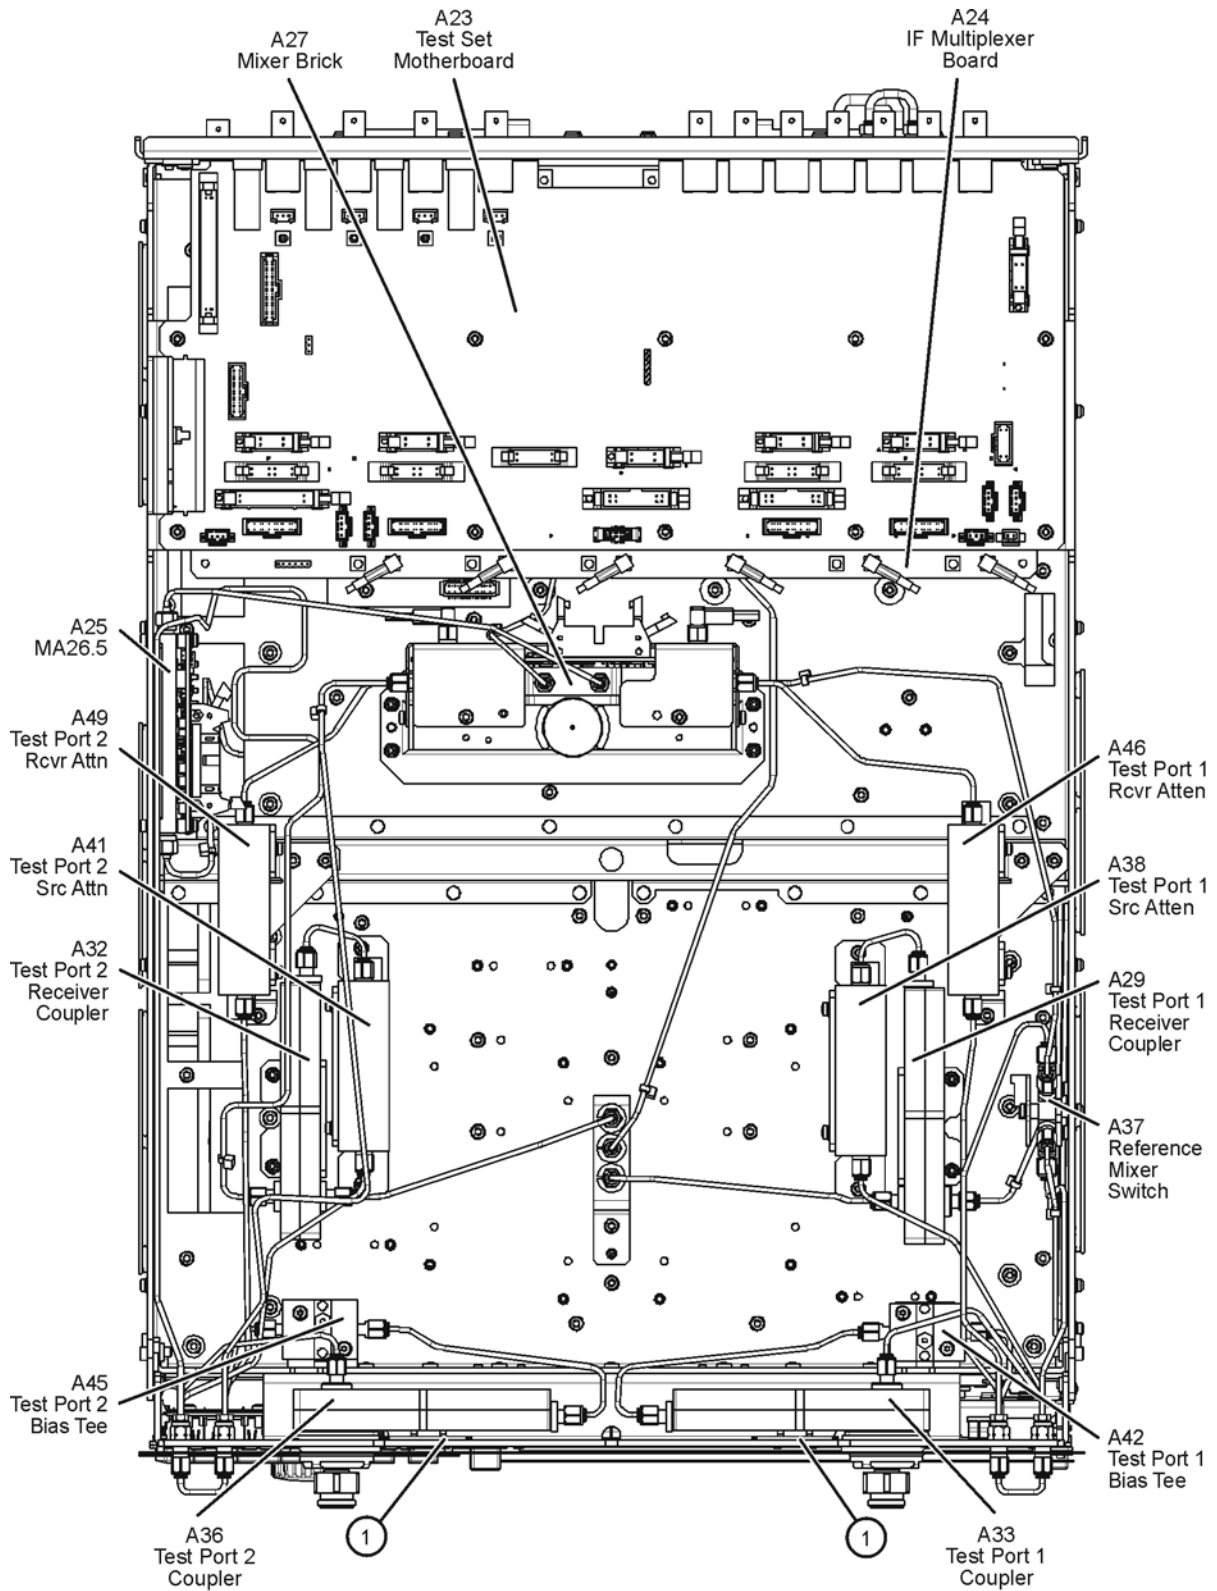 A27
Mixer Brick
A23
Test Set
Motherboard
A24
IF Multiplexer
Board
A25
MA26.5
A49
Test Port 2
Rcvr Attn
A41
Test Port 2
Src Attn
A32
Test Port 2
Receiver
Coupler
A46
Test Port 1
Rcvr Atten
A38
Test Port 1
Src Atten
A29
Test Port 1
Receiver
Coupler
A37
Reference
Mixer
Switch
A45
Test Port 2
Bias Tee
A42
Test Port 1
Bias Tee
A36
Test Port 2
Coupler
1
1
A33
Test Port 1
Coupler